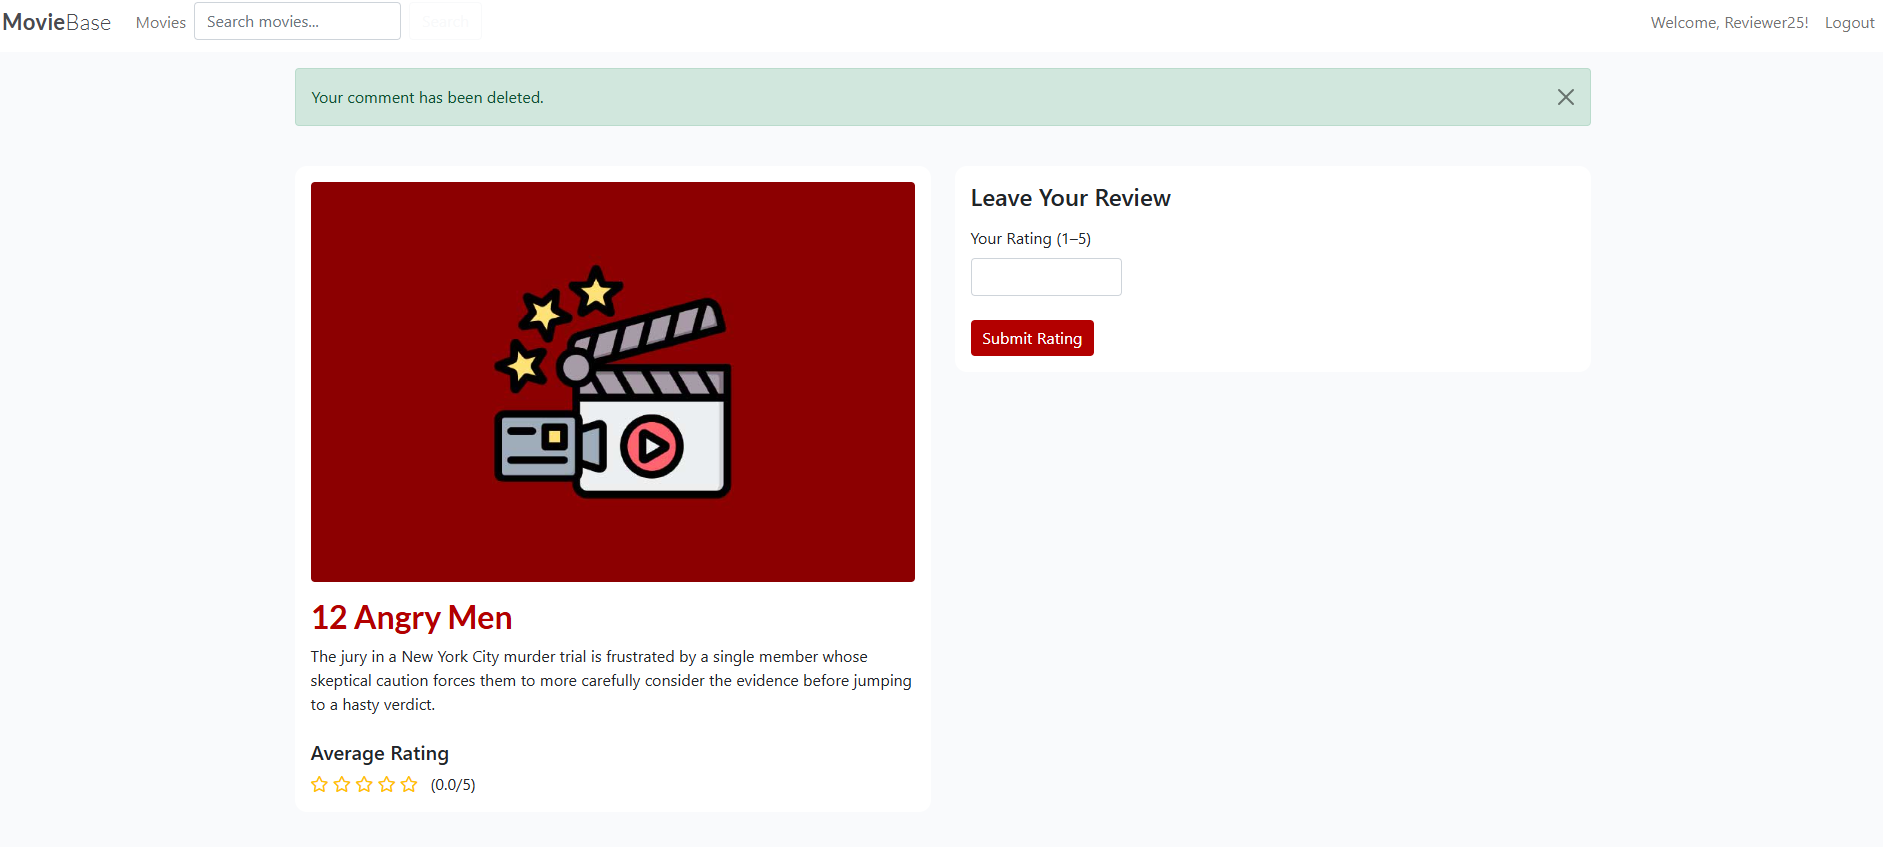 MovieBase Movies Search movies... Search Welcome, Reviewer25! Logout
Your comment has been deleted.
12 Angry Men
The jury in a New York City murder trial is frustrated by a single member whose
skeptical caution forces them to more carefully consider the evidence before jumping
to a hasty verdict.
Average Rating
(0.0/5)
Leave Your Review
Your Rating (1–5)
Submit Rating